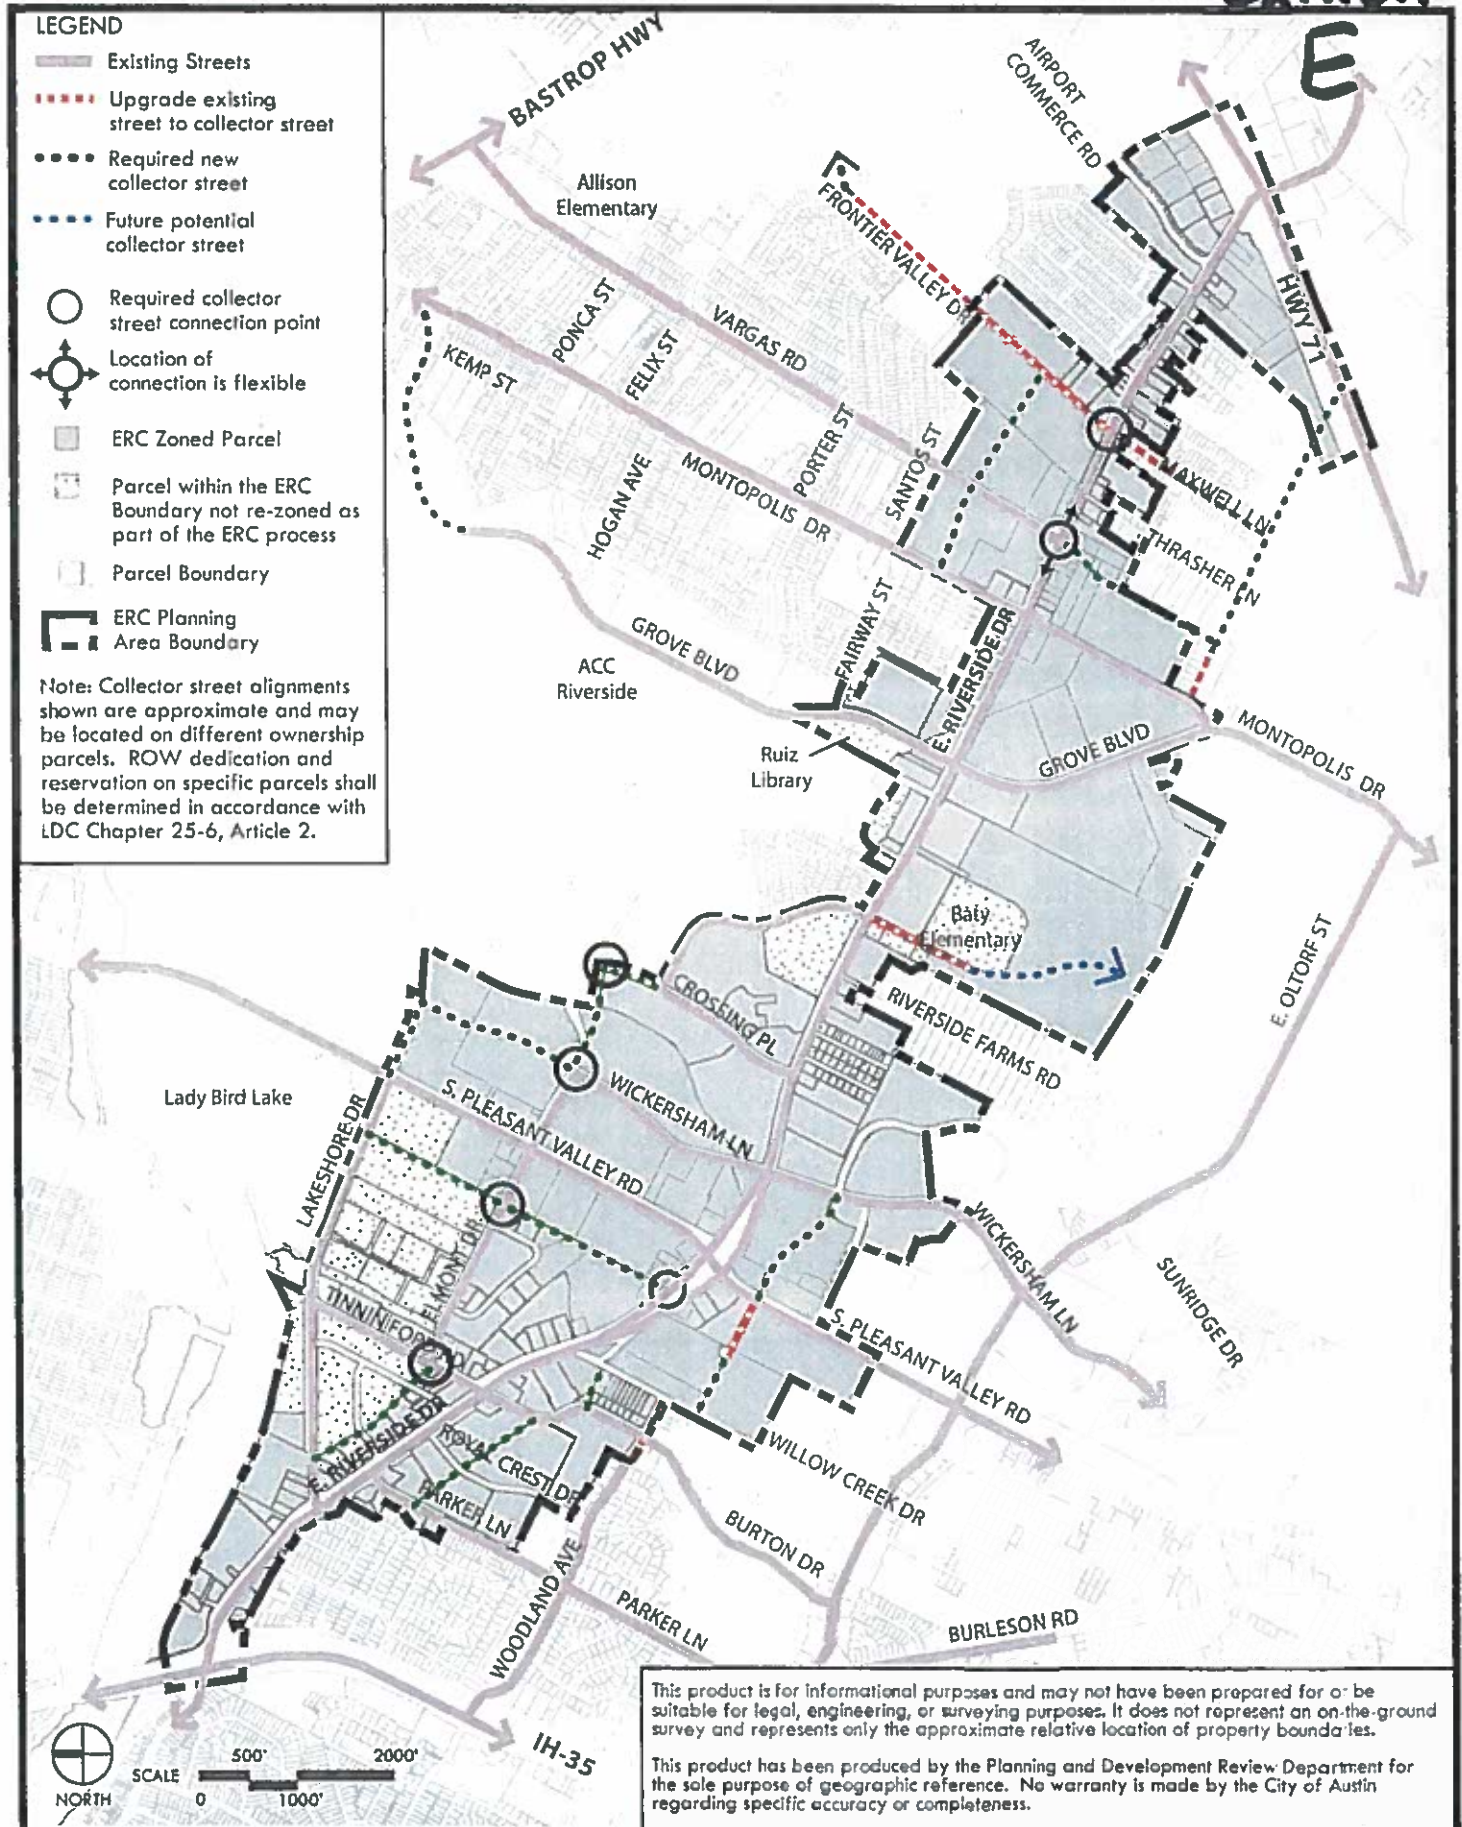 E
LEGEND
Existing Streets
Upgrade existing
street to collector street
Required new
collector street
Future potential
collector street
Required collector
street connection point
Location of
connection is flexible
ERC Zoned Parcel
Parcel within the ERC
Boundary not re-zoned as
part of the ERC process
Parcel Boundary
ERC Planning
Area Boundary
Note: Collector street alignments
shown are approximate and may
be located on different ownership
parcels. ROW dedication and
reservation on specific parcels shall
be determined in accordance with
LDC Chapter 25-6, Article 2.
BASTROP HWY
AIRPORT
COMMERCE RD
Allison
Elementary
FRONTIER VALLEY DR
HWY 71
PONCA ST
VARGAS RD
FELIX ST
KEMP ST
PORTER ST
SANTOS ST
MONTOPOLIS DR
HOGAN AVE
MAXWELL LN
THRASHER LN
FAIRWAY ST
GROVE BLVD
ACC
Riverside
E. RIVERSIDE DR
Ruiz
Library
GROVE BLVD
MONTOPOLIS DR
Baty
Elementary
E. OLTORF ST
CROSSING PL
RIVERSIDE FARMS RD
Lady Bird Lake
LAKESHORE DR
S. PLEASANT VALLEY RD
WICKERSHAM LN
WICKERSHAM LN
SUNRIDGE DR
ELMONT DR
TINNIN FORD RD
S. PLEASANT VALLEY RD
E. RIVERSIDE DR
ROYAL CREST DR
PARKER LN
WILLOW CREEK DR
BURTON DR
WOODLAND AVE
PARKER LN
BURLESON RD
IH-35
NORTH
SCALE
500'
2000'
0
1000'
This product is for informational purposes and may not have been prepared for or be
suitable for legal, engineering, or surveying purposes. It does not represent an on-the-ground
survey and represents only the approximate relative location of property boundaries.
This product has been produced by the Planning and Development Review Department for
the sole purpose of geographic reference. No warranty is made by the City of Austin
regarding specific accuracy or completeness.